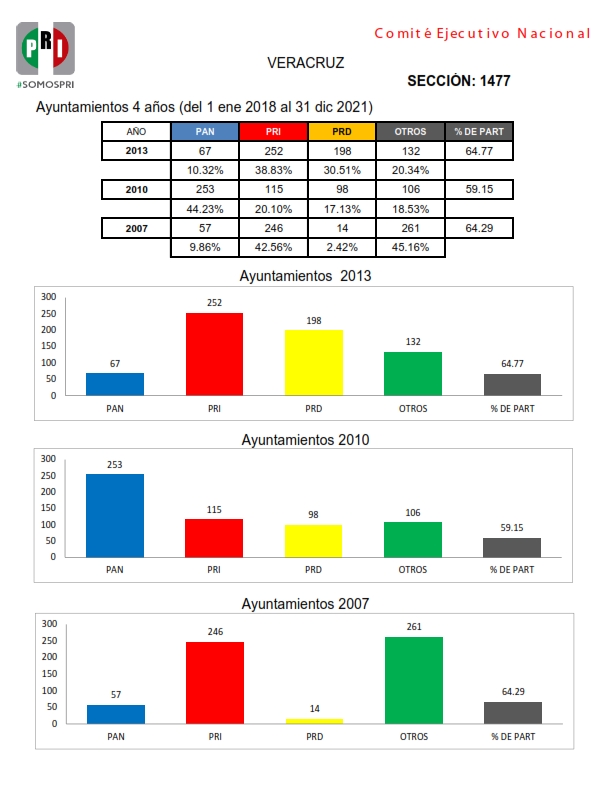 PRI
#SOMOSPRI
Comité Ejecutivo Nacional
VERACRUZ
SECCIÒN: 1477
Ayuntamientos 4 años (del 1 ene 2018 al 31 dic 2021)
AÑO PAN PRI PRD OTROS % DE PART
2013 67 252 198 132 64.77
10.32% 38.83% 30.51% 20.34%
2010 253 115 98 106 59.15
44.23% 20.10% 17.13% 18.53%
2007 57 246 14 261 64.29
9.86% 42.56% 2.42% 45.16%
Ayuntamientos 2013
300
250
200
150
100
50
0
67 252 198 132 64.77
PAN PRI PRD OTROS % DE PART
Ayuntamientos 2010
300
250
200
150
100
50
0
253 115 98 106 59.15
PAN PRI PRD OTROS % DE PART
Ayuntamientos 2007
300
250
200
150
100
50
0
57 246 14 261 64.29
PAN PRI PRD OTROS % DE PART